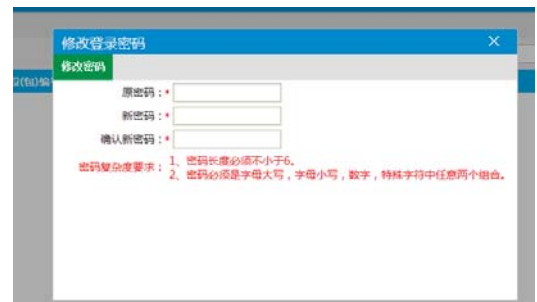 修改登录密码
修改密码
原密码：*
新密码：*
确认新密码：*
密码复杂度要求：
1、密码长度必须不小于6。
2、密码必须是字母大写，字母小写，数字，特殊字符中任意两个组合。